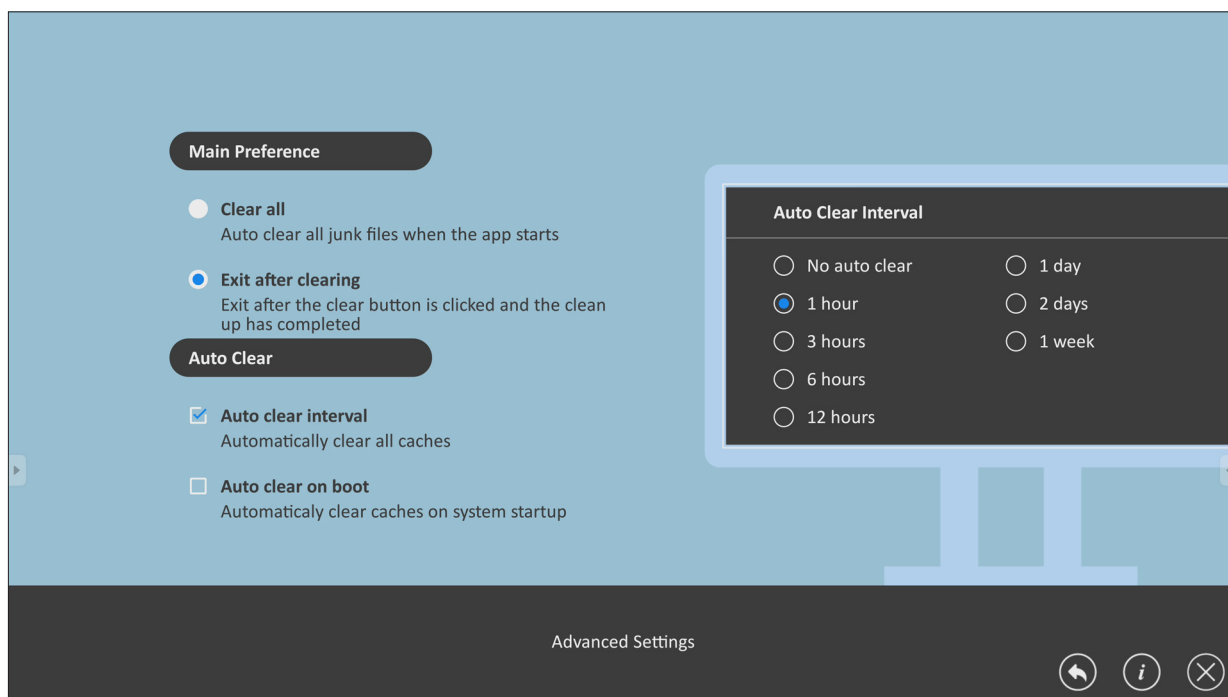 Main Preference
Clear all
Auto clear all junk files when the app starts
Exit after clearing
Exit after the clear button is clicked and the clean
up has completed
Auto Clear
Auto clear interval
Automatically clear all caches
Auto clear on boot
Automaticaly clear caches on system startup
Auto Clear Interval
No auto clear
1 hour
3 hours
6 hours
12 hours
1 day
2 days
1 week
Advanced Settings
i